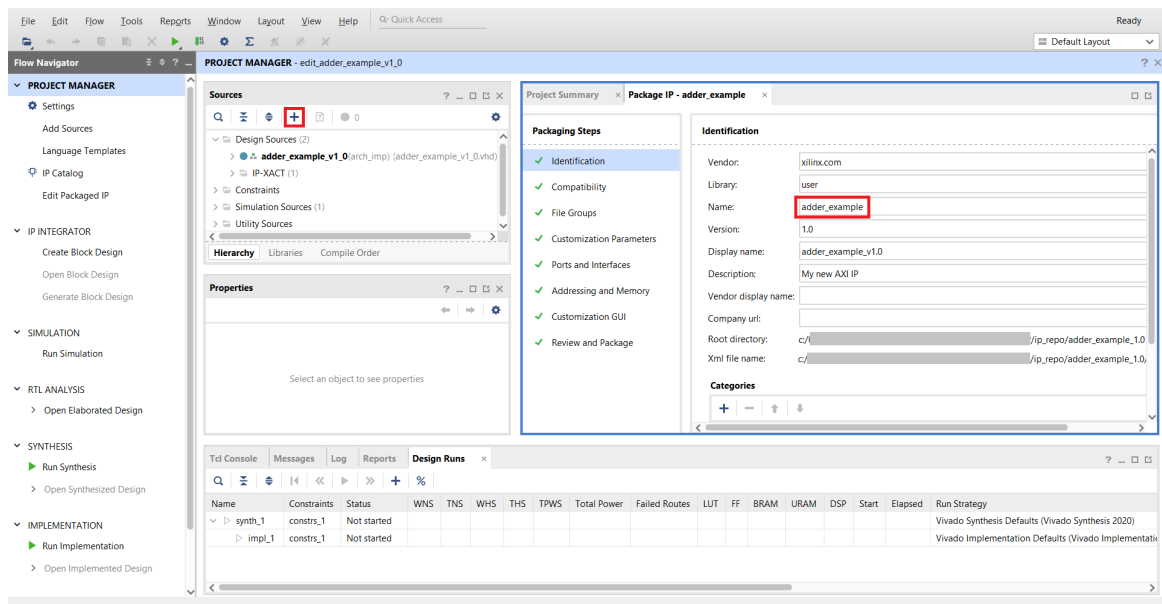 File Edit Flow Tools Reports Window Layout View Help Quick Access Ready
Default Layout
Flow Navigator ? PROJECT MANAGER - edit_adder_example_v1_0 ?
PROJECT MANAGER
Settings
Add Sources
Language Templates
IP Catalog
Edit Packaged IP
IP INTEGRATOR
Create Block Design
Open Block Design
Generate Block Design
SIMULATION
Run Simulation
RTL ANALYSIS
Open Elaborated Design
SYNTHESIS
Run Synthesis
Open Synthesized Design
IMPLEMENTATION
Run Implementation
Open Implemented Design
Sources ?
0
Design Sources (2)
adder_example_v1_0(arch_imp) (adder_example_v1_0.vhd)
IP-XACT (1)
Constraints
Simulation Sources (1)
Utility Sources
Hierarchy Libraries Compile Order
Properties ?
Select an object to see properties
Project Summary × Package IP - adder_example ×
Packaging Steps
Identification
Compatibility
File Groups
Customization Parameters
Ports and Interfaces
Addressing and Memory
Customization GUI
Review and Package
Identification
Vendor: xilinx.com
Library: user
Name: adder_example
Version: 1.0
Display name: adder_example_v1.0
Description: My new AXI IP
Vendor display name:
Company url:
Root directory: c:/ /ip_repo/adder_example_1.0
Xml file name: c:/ /ip_repo/adder_example_1.0/
Categories
Tcl Console Messages Log Reports Design Runs × ?
Name Constraints Status WNS TNS WHS THS TPWS Total Power Failed Routes LUT FF BRAM URAM DSP Start Elapsed Run Strategy
synth_1 constrs_1 Not started Vivado Synthesis Defaults (Vivado Synthesis 2020)
impl_1 constrs_1 Not started Vivado Implementation Defaults (Vivado Implementatic